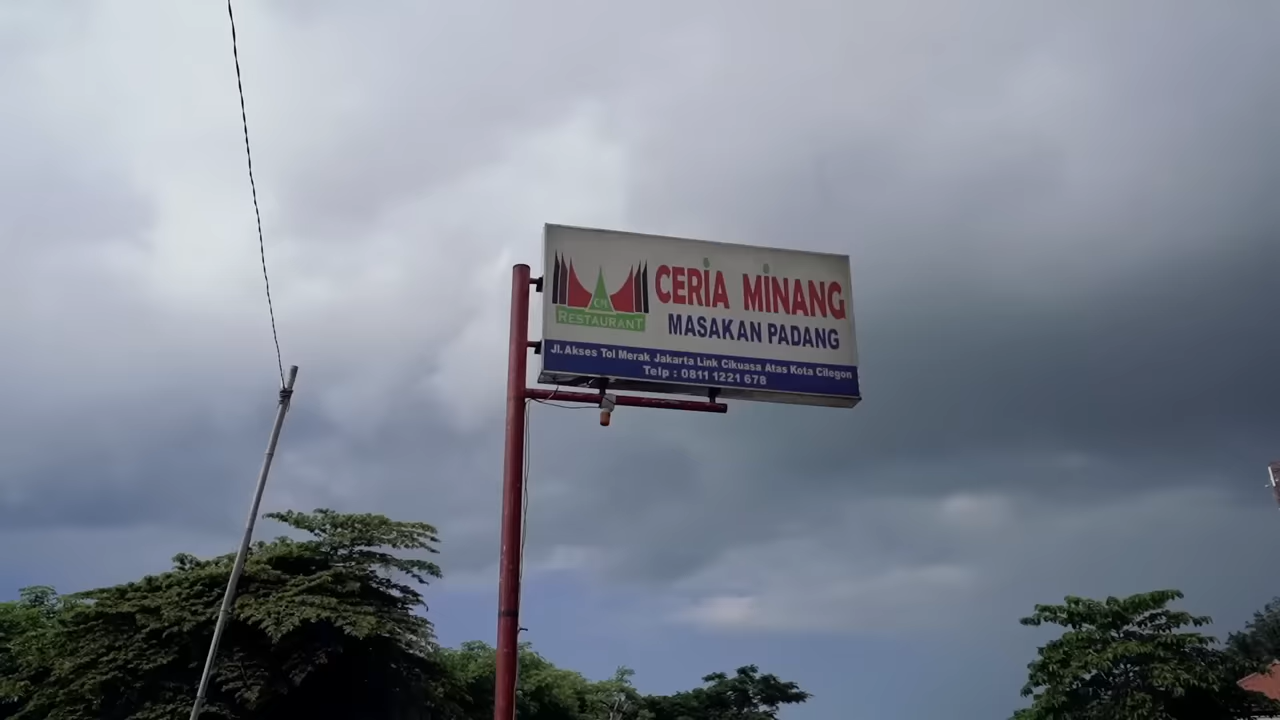 CM
RESTAURANT
CERIA MINANG
MASAKAN PADANG
Jl. Akses Tol Merak Jakarta Link Cikuasa Atas Kota Cilegon
Telp : 0811 1221 678